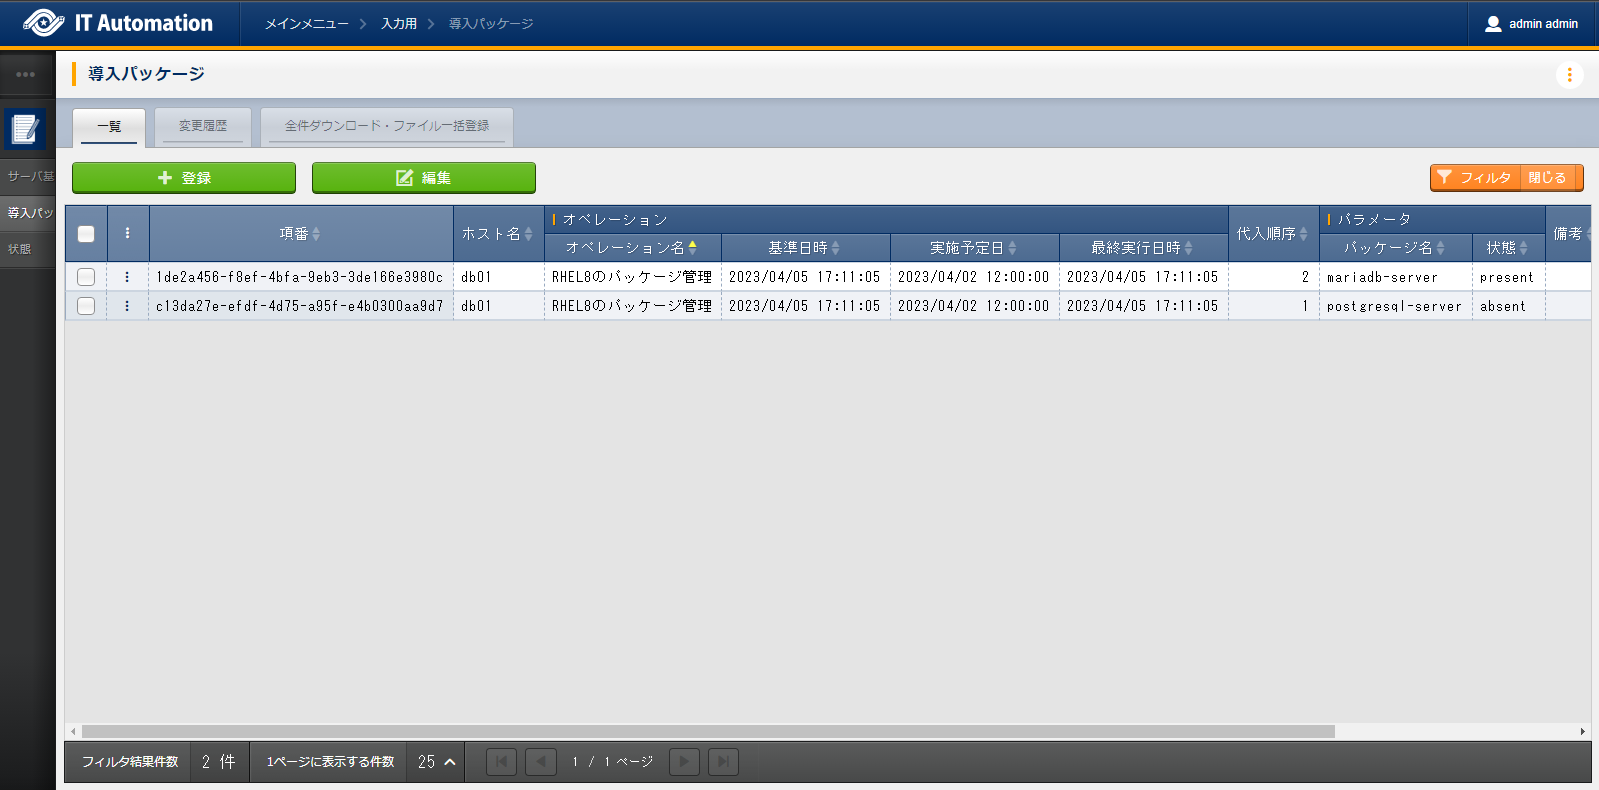 IT Automation
メインメニュー
入力用
導入パッケージ
admin admin
導入パッケージ
一覧
変更履歴
全件ダウンロード・ファイル一括登録
サーバ基
導入パッ
状態
登録
編集
フィルタ
閉じる
項番
ホスト名
オペレーション
代入順序
パラメータ
備考
オペレーション名
基準日時
実施予定日
最終実行日時
パッケージ名
状態
1de2a456-f8ef-4bfa-9eb3-3de166e3980c db01 RHEL8のパッケージ管理 2023/04/05 17:11:05 2023/04/02 12:00:00 2023/04/05 17:11:05 2 mariadb-server present
c13da27e-efdf-4d75-a95f-e4b0300aa9d7 db01 RHEL8のパッケージ管理 2023/04/05 17:11:05 2023/04/02 12:00:00 2023/04/05 17:11:05 1 postgresql-server absent
フィルタ結果件数 2 件 1ページに表示する件数 25 1 / 1 ページ